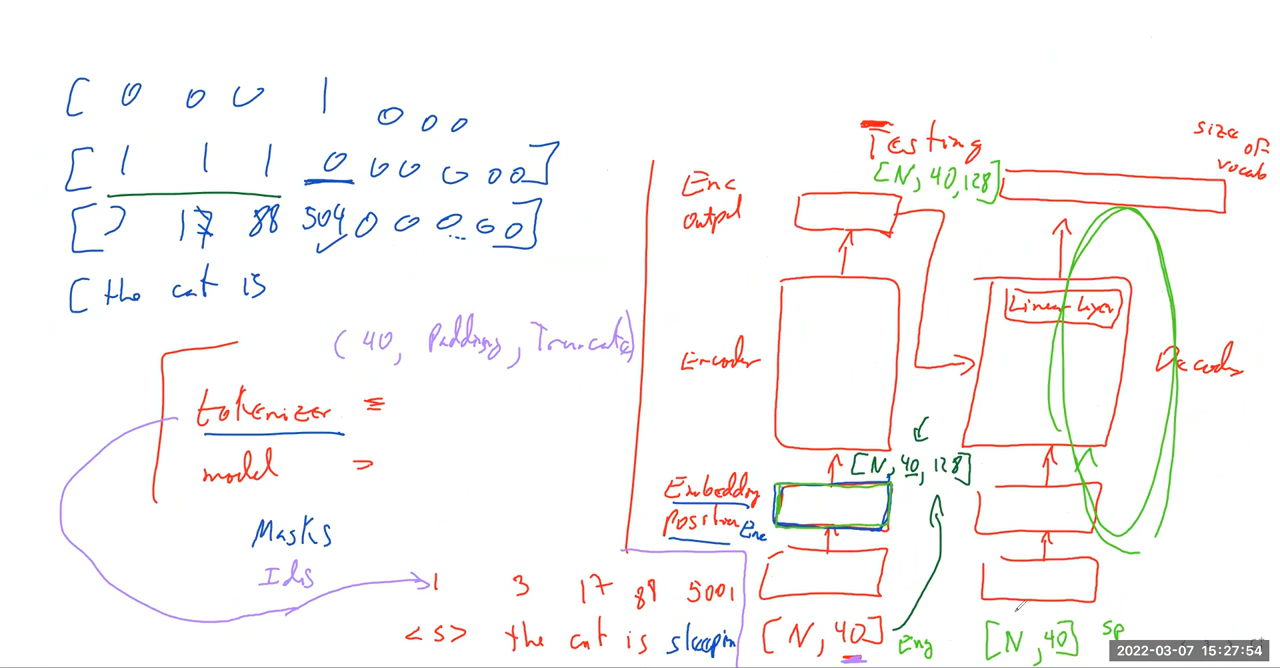 [ 0 0 0 1 0 0 0
[ 1 1 1 0 0 0 0 0 0 ]
[ 3 17 88 504 0 0 0 ... 0 0 ]
[ the cat is
( 40, Padding, Truncate)
tokenizer =
model =
Masks
Ids
1 3 17 89 5001
<S> the cat is sleepin
Testing
[N, 40, 128]
size of vocab
Enc output
Linear Layer
Encoder
Decoder
[N, 40, 128]
Embedding
Position Enc
[N, 40] Eng
[N, 40] Sp
2022-03-07 15:27:54